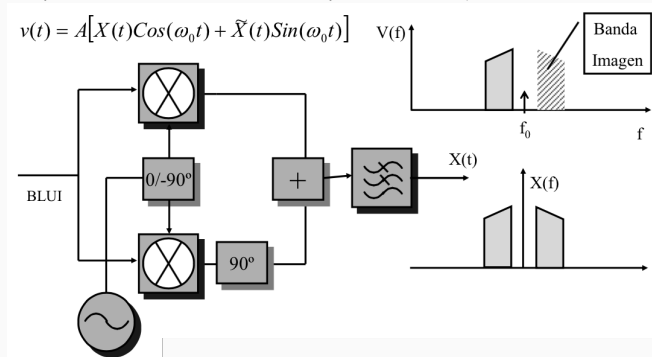 v(t) = A[X(t)Cos(ω₀t) + X̃(t)Sin(ω₀t)]
V(f)
Banda
Imagen
f₀
f
0/-90º
BLUI
+
X(t)
X(f)
90º